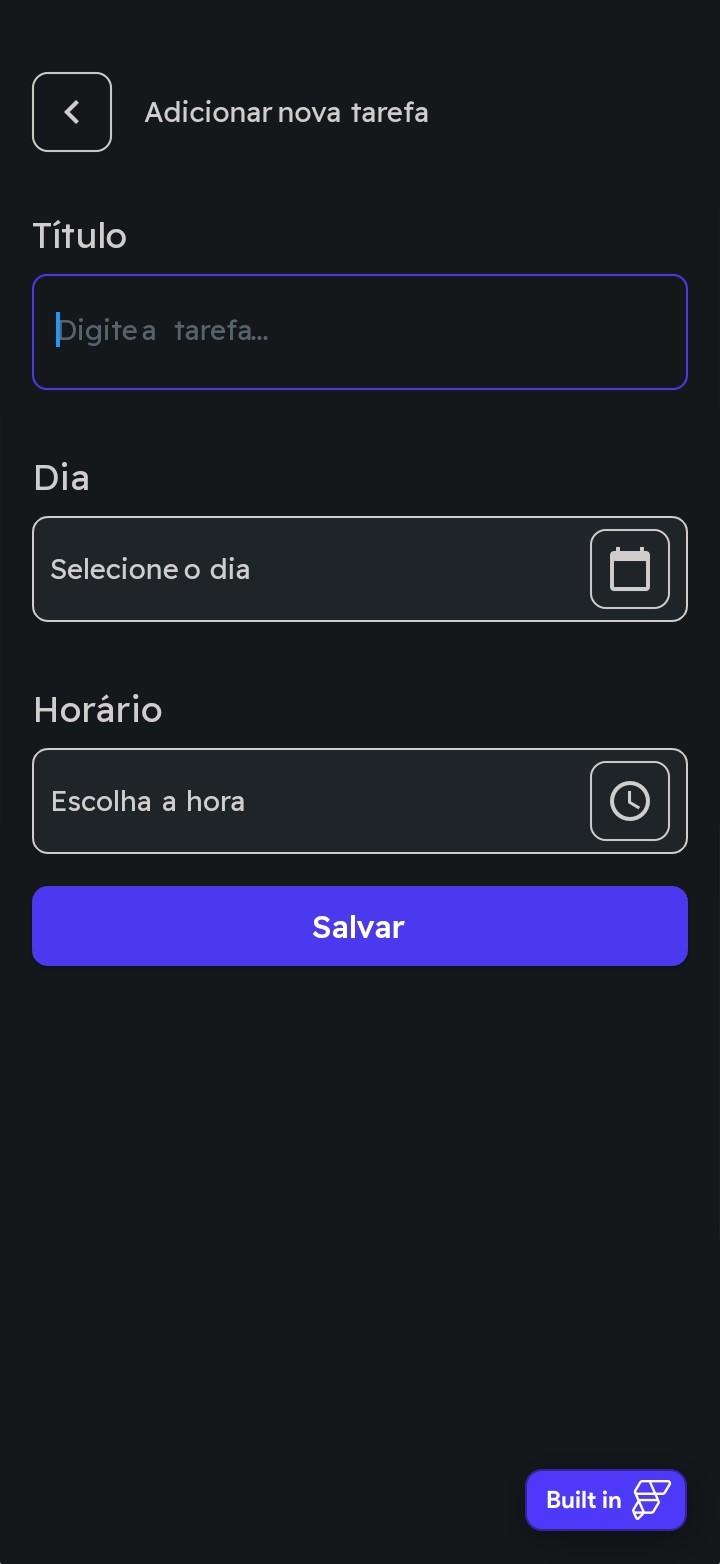 Adicionar nova tarefa
Título
Digite a tarefa...
Dia
Selecione o dia
Horário
Escolha a hora
Salvar
Built in